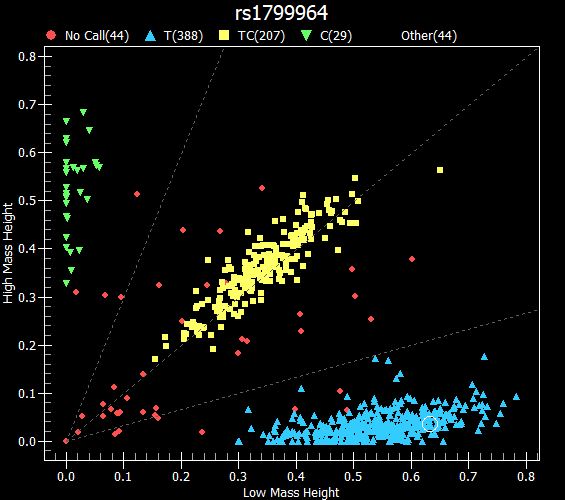 rs1799964
No Call(44) T(388) TC(207) C(29) Other(44)
0.8
0.7
0.6
0.5
0.4
0.3
0.2
0.1
0.0
High Mass Height
0.0 0.1 0.2 0.3 0.4 0.5 0.6 0.7 0.8
Low Mass Height